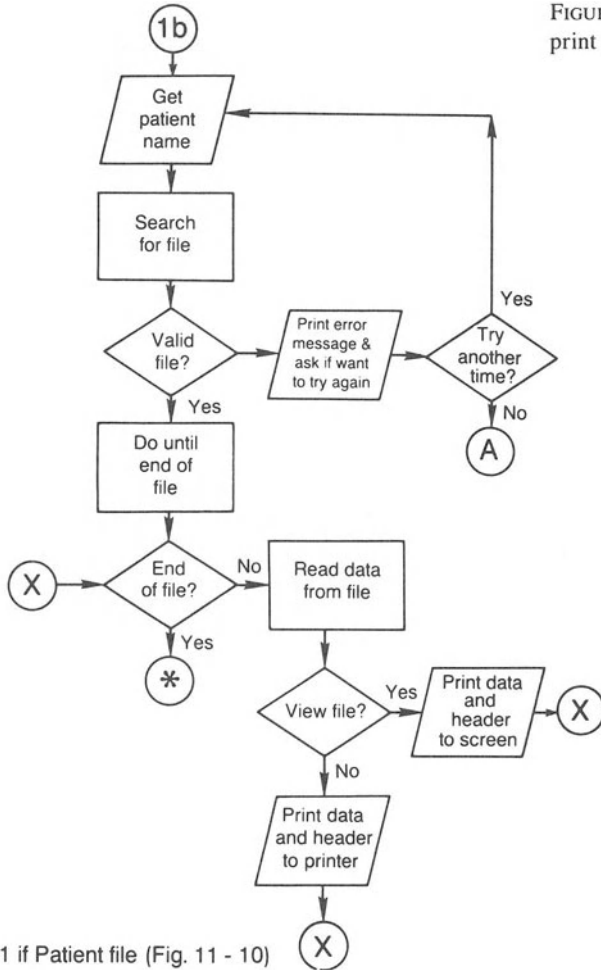 1b
FIGU
print
Get
patient
name
Search
for file
Yes
Valid
file?
Print error
message &
ask if want
to try again
Try
another
time?
Yes
No
Do until
end of
file
A
X
End
of file?
No
Read data
from file
Yes
*
View file?
Yes
Print data
and
header
to screen
X
No
Print data
and header
to printer
1 if Patient file (Fig. 11 - 10)
X